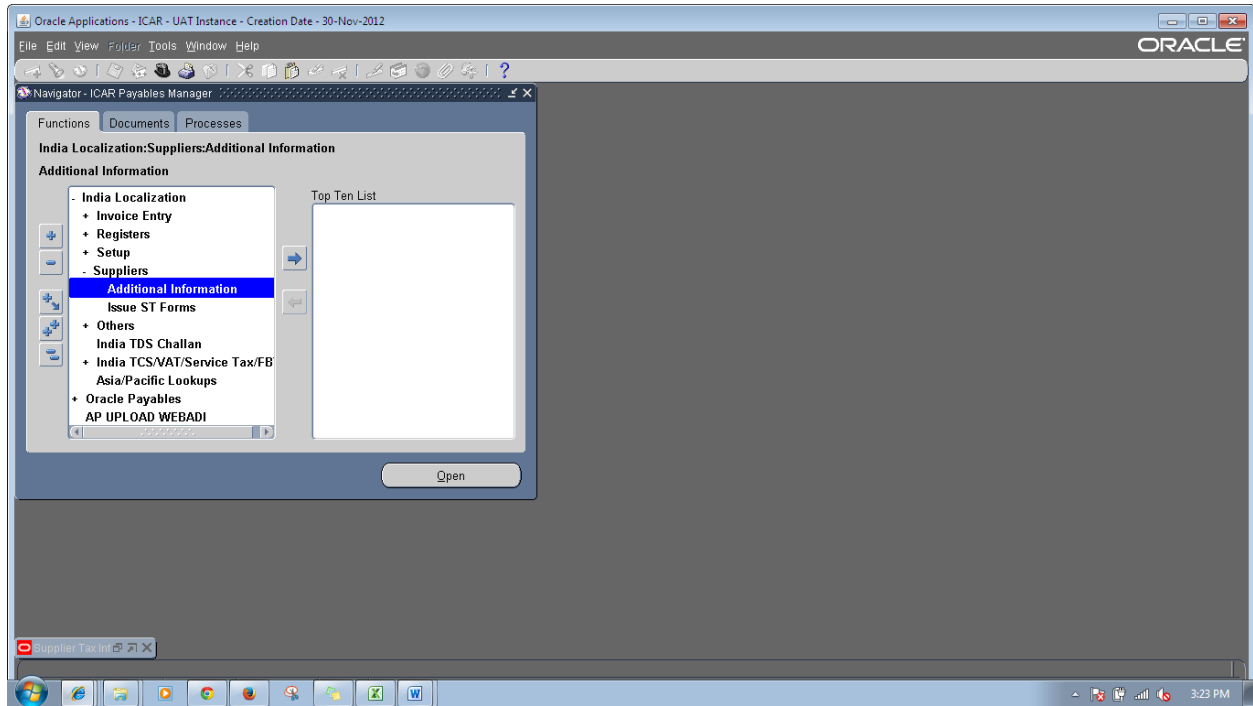 Oracle Applications - ICAR - UAT Instance - Creation Date - 30-Nov-2012
File Edit View Folder Tools Window Help
ORACLE
Navigator - ICAR Payables Manager
Functions Documents Processes
India Localization:Suppliers:Additional Information
Additional Information
Top Ten List
- India Localization
+ Invoice Entry
+ Registers
+ Setup
- Suppliers
Additional Information
Issue ST Forms
+ Others
India TDS Challan
+ India TCS/VAT/Service Tax/FB
Asia/Pacific Lookups
+ Oracle Payables
AP UPLOAD WEBADI
Open
Supplier Tax Inf
3:23 PM